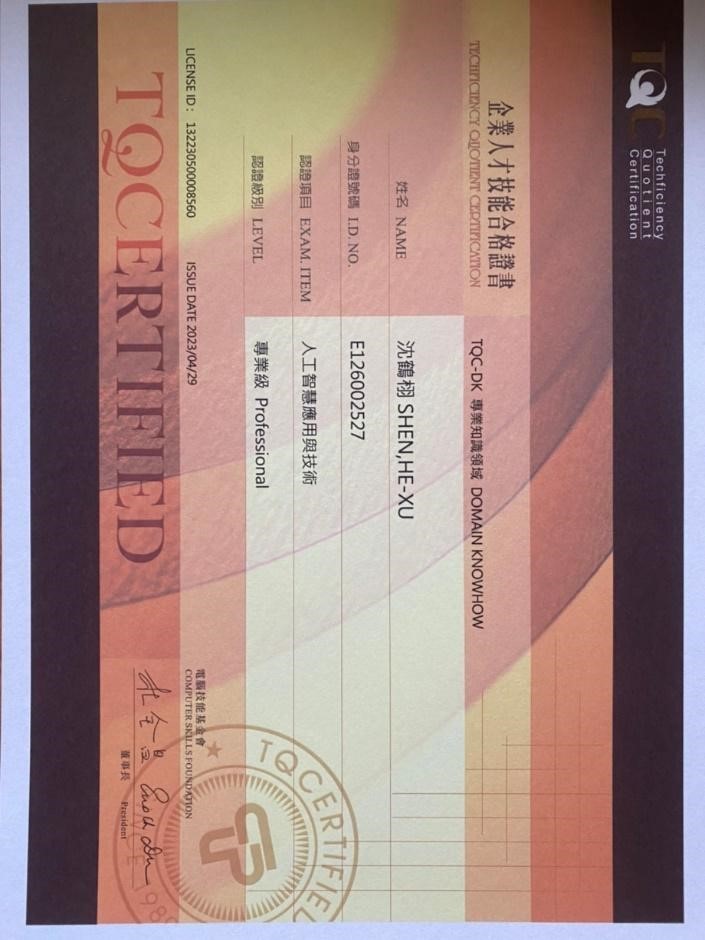 TQC
Techficiency
Quotient
Certification
企業人才技能合格證書
TECHFICIENCY QUOTIENT CERTIFICATION
TQC-DK 專業知識領域 DOMAIN KNOWHOW
姓名 NAME 沈鶴栩 SHEN,HE-XU
身分證號碼 I.D. NO. E126002527
認證項目 EXAM. ITEM 人工智慧應用與技術
認證級別 LEVEL 專業級 Professional
LICENSE ID： 132230500008560 ISSUE DATE 2023/04/29
電腦技能基金會
COMPUTER SKILLS FOUNDATION
董事長 President
TQCERTIFIED
TQCERTIFIE